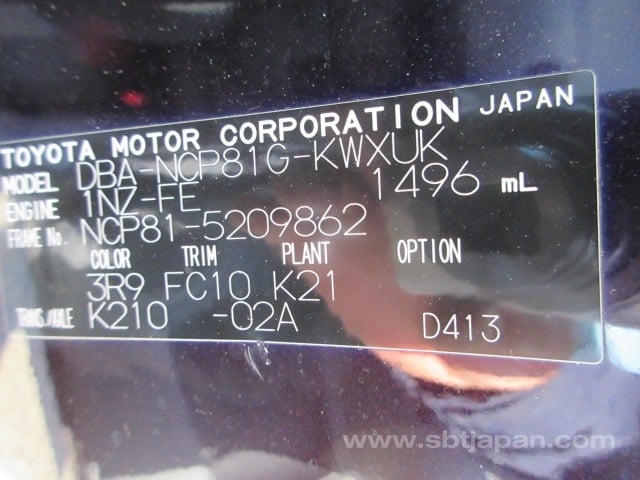 TOYOTA MOTOR CORPORATION JAPAN
MODEL DBA-NCP81G-KWXUK
ENGINE 1NZ-FE 1496 mL
FRAME No. NCP81-5209862
COLOR TRIM PLANT OPTION
3R9 FC10 K21
TRANS./AXLE K210 -02A D413
www.sbtjapan.com